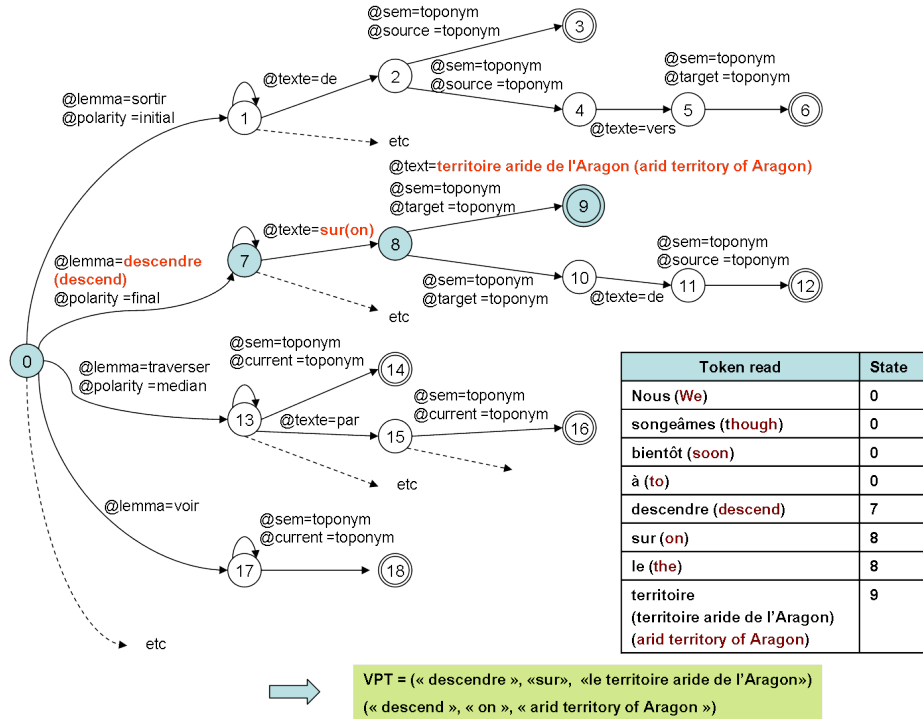 @sem=toponym
@source =toponym
3
@texte=de
2
@sem=toponym
@source =toponym
@sem=toponym
@target =toponym
@lemma=sortir
@polarity =initial
1
4
5
6
@texte=vers
etc
@text=territoire aride de l'Aragon (arid territory of Aragon)
@sem=toponym
@target =toponym
9
@texte=sur(on)
8
@lemma=descendre
(descend)
@polarity =final
7
@sem=toponym
@source =toponym
@sem=toponym
@target =toponym
10
@texte=de
11
12
etc
0
@sem=toponym
@current =toponym
14
@lemma=traverser
@polarity =median
13
@texte=par
15
@sem=toponym
@current =toponym
16
etc
@lemma=voir
@sem=toponym
@current =toponym
17
18
etc
Token read State
Nous (We) 0
songeâmes (though) 0
bientôt (soon) 0
à (to) 0
descendre (descend) 7
sur (on) 8
le (the) 8
territoire 9
(territoire aride de l'Aragon)
(arid territory of Aragon)
VPT = (« descendre », «sur», «le territoire aride de l'Aragon»)
(« descend », « on », « arid territory of Aragon »)